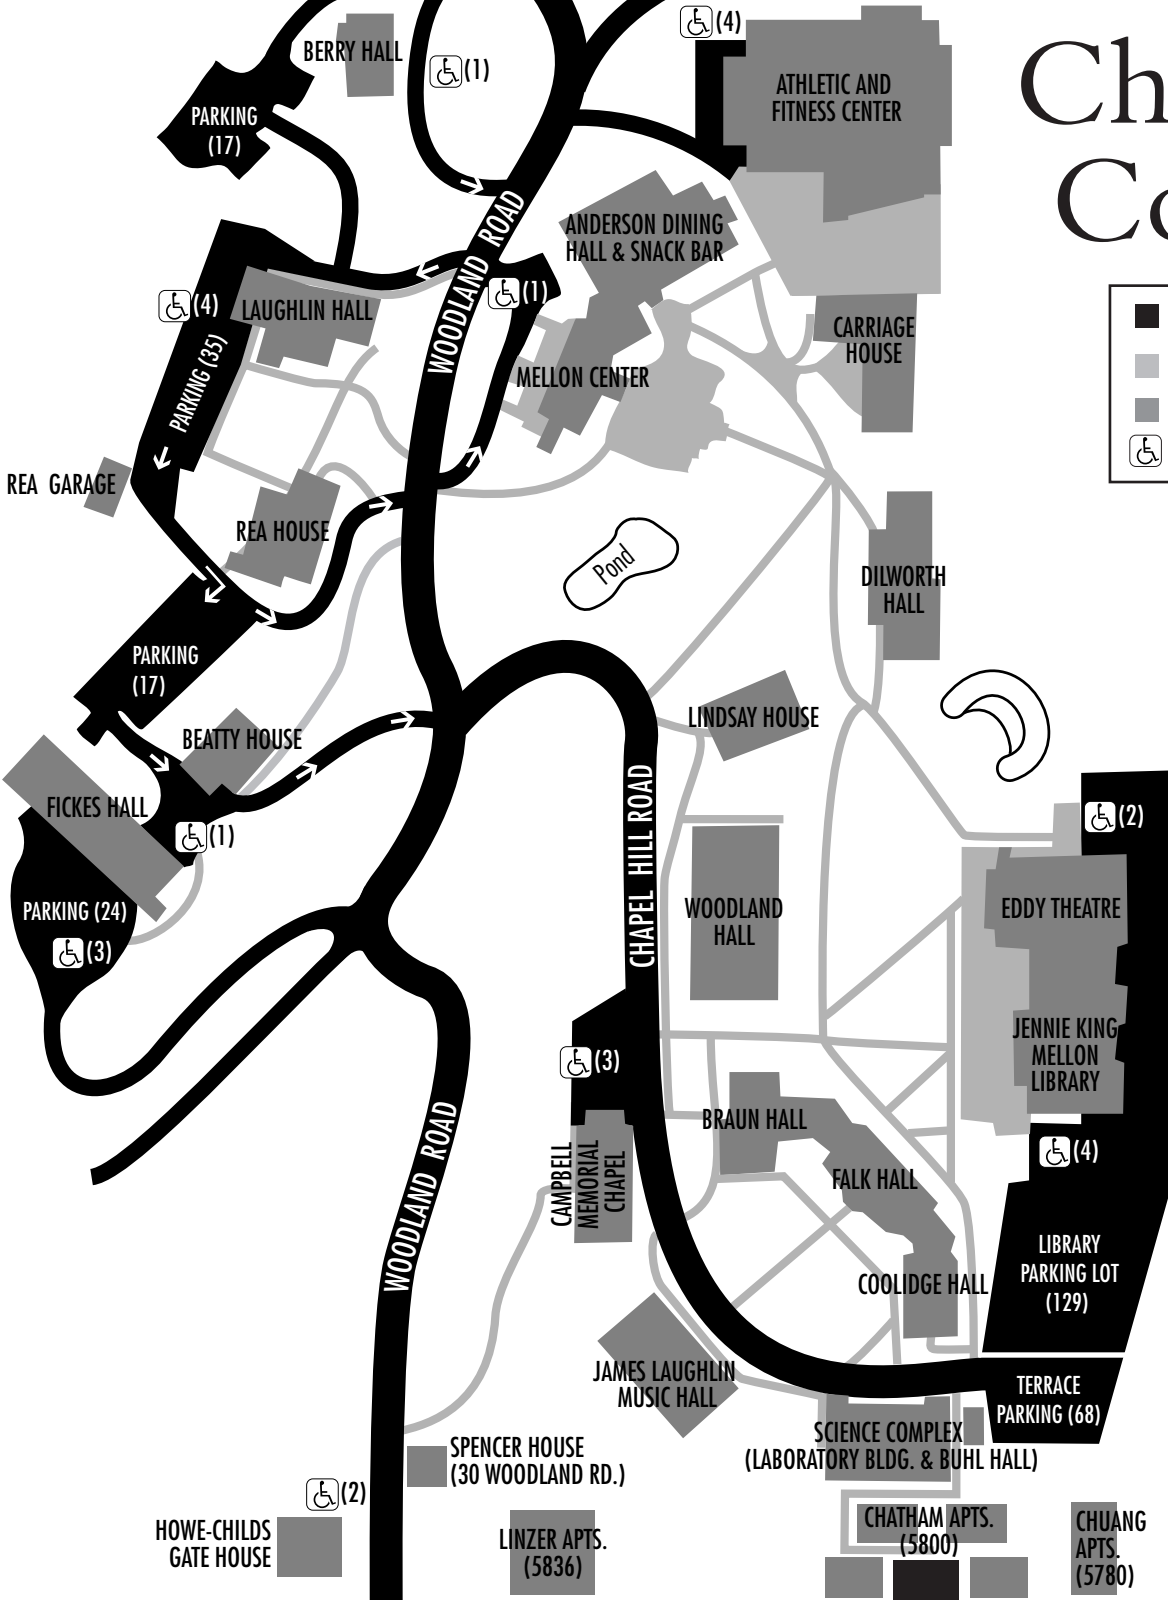 Ch
Co
BERRY HALL
(1)
(4)
ATHLETIC AND
FITNESS CENTER
PARKING
(17)
WOODLAND ROAD
ANDERSON DINING
HALL & SNACK BAR
(1)
(4)
LAUGHLIN HALL
PARKING (35)
CARRIAGE
HOUSE
MELLON CENTER
REA GARAGE
REA HOUSE
Pond
DILWORTH
HALL
PARKING
(17)
LINDSAY HOUSE
BEATTY HOUSE
FICKES HALL
(1)
(2)
CHAPEL HILL ROAD
PARKING (24)
(3)
WOODLAND
HALL
EDDY THEATRE
JENNIE KING
MELLON
LIBRARY
(3)
BRAUN HALL
(4)
CAMPBELL
MEMORIAL
CHAPEL
FALK HALL
WOODLAND ROAD
LIBRARY
PARKING LOT
(129)
COOLIDGE HALL
JAMES LAUGHLIN
MUSIC HALL
TERRACE
PARKING (68)
SCIENCE COMPLEX
(LABORATORY BLDG. & BUHL HALL)
SPENCER HOUSE
(30 WOODLAND RD.)
(2)
HOWE-CHILDS
GATE HOUSE
LINZER APTS.
(5836)
CHATHAM APTS.
(5800)
CHUANG
APTS.
(5780)